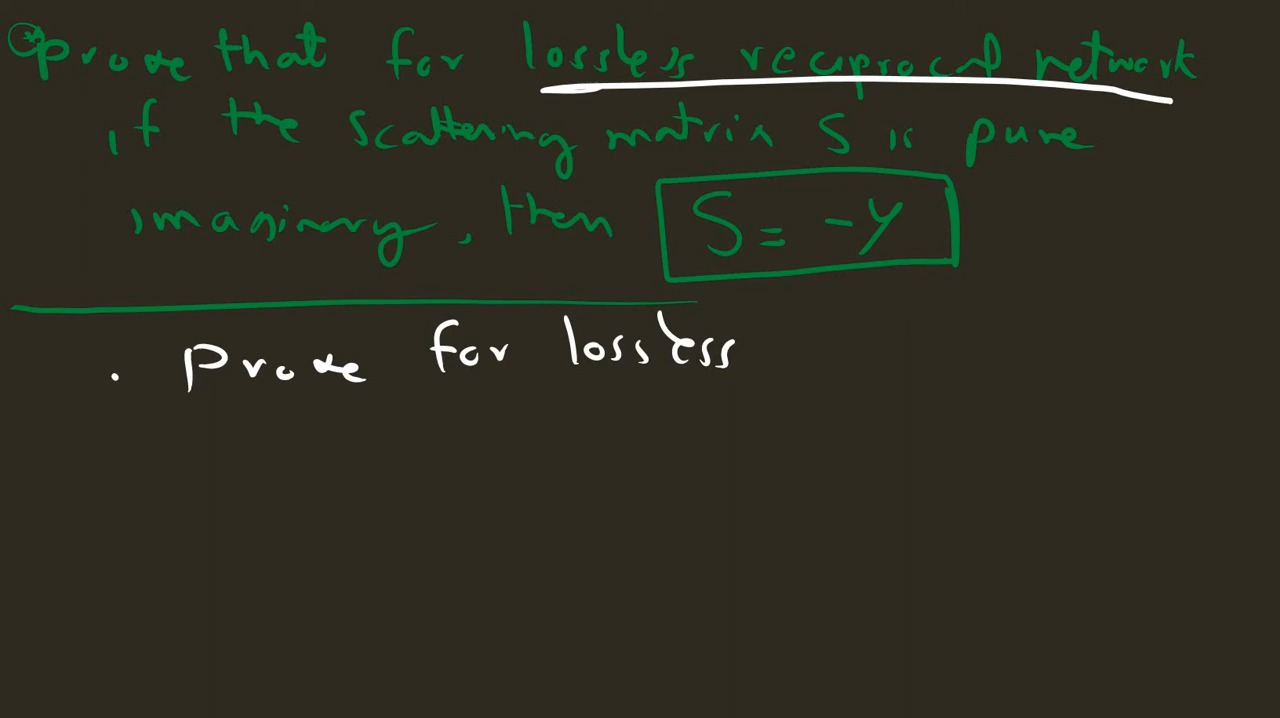 ⊛ prove that for lossless reciprocal network
if the scattering matrix S is pure
imaginary, then S = -y
. Prove for lossless